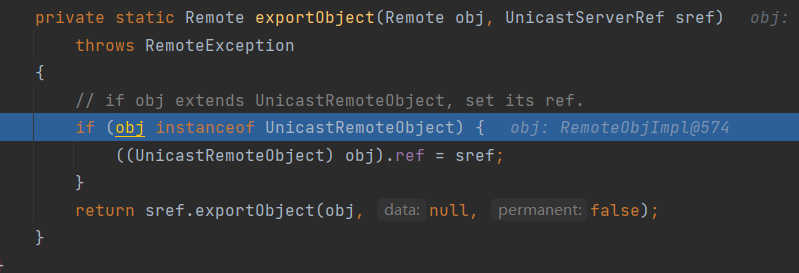 private static Remote exportObject(Remote obj, UnicastServerRef sref)   obj:
    throws RemoteException
{
    // if obj extends UnicastRemoteObject, set its ref.
    if (obj instanceof UnicastRemoteObject) {   obj: RemoteObjImpl@574
        ((UnicastRemoteObject) obj).ref = sref;
    }
    return sref.exportObject(obj, data: null, permanent: false);
}